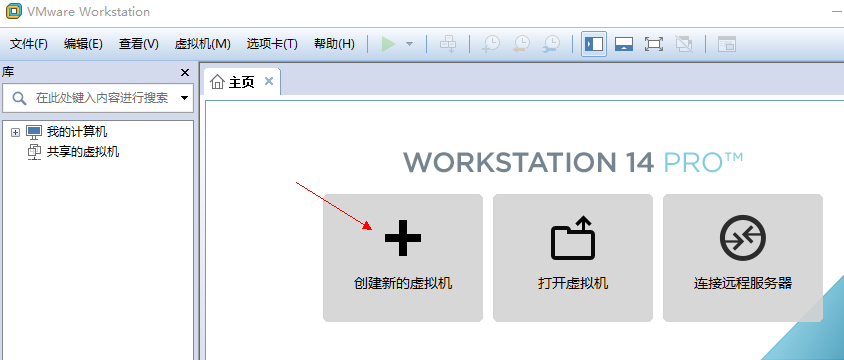 VMware Workstation
文件(F) 编辑(E) 查看(V) 虚拟机(M) 选项卡(T) 帮助(H)
库
在此处键入内容进行搜索
我的计算机
共享的虚拟机
主页
WORKSTATION 14 PRO™
创建新的虚拟机 打开虚拟机 连接远程服务器